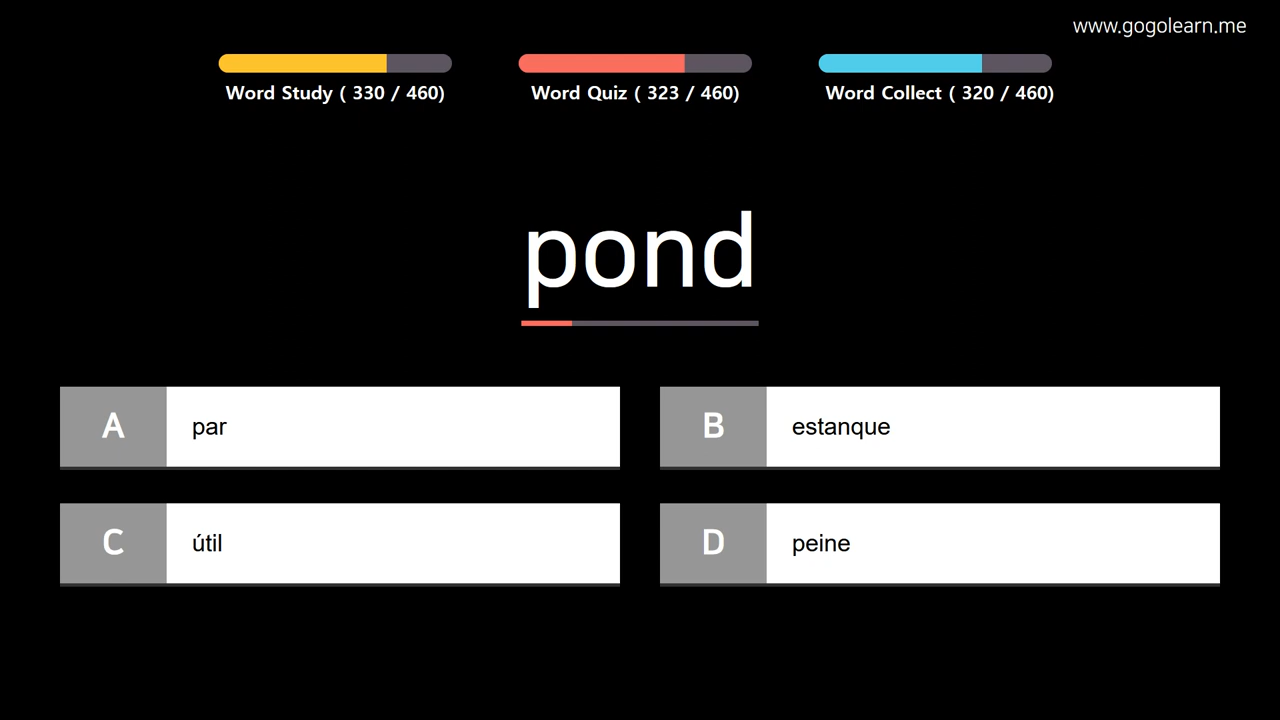 www.gogolearn.me
Word Study ( 330 / 460)
Word Quiz ( 323 / 460)
Word Collect ( 320 / 460)
pond
A par
B estanque
C útil
D peine